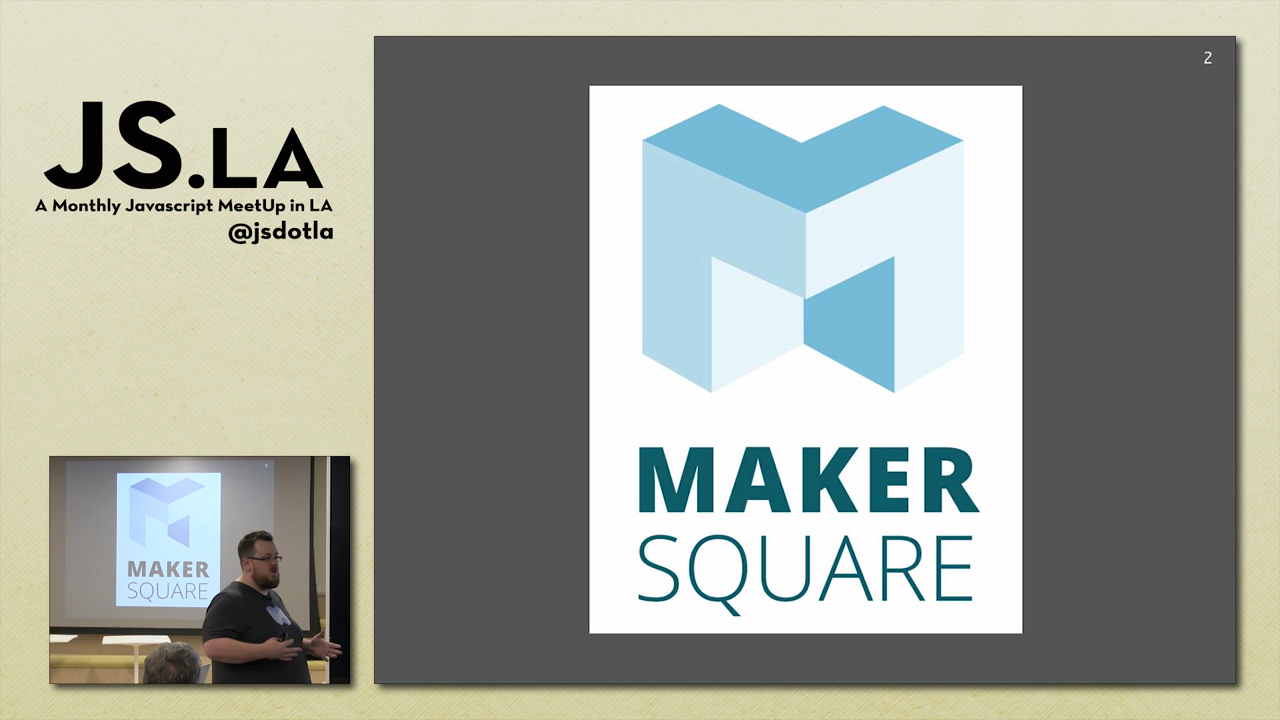 JS.LA
A Monthly Javascript MeetUp in LA
@jsdotla
2
MAKER
SQUARE
MAKER
SQUARE